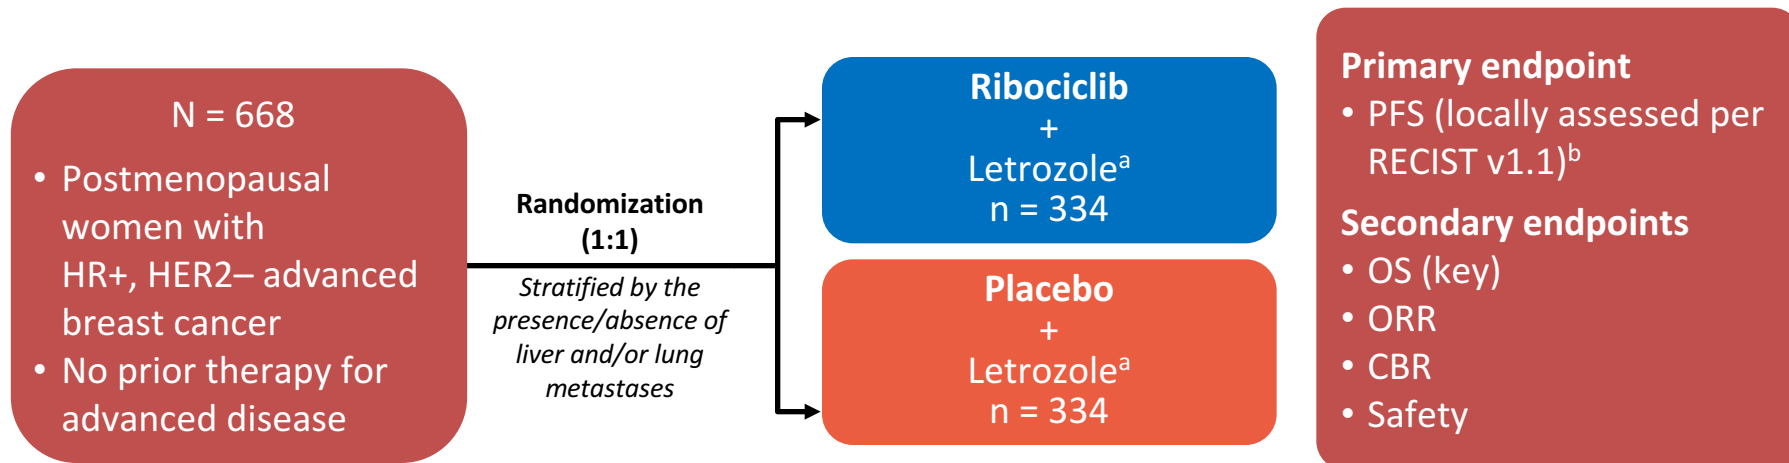 N = 668
• Postmenopausal
women with
HR+, HER2– advanced
breast cancer
• No prior therapy for
advanced disease
Randomization
(1:1)
Stratified by the
presence/absence of
liver and/or lung
metastases
Ribociclib
+
Letrozoleᵃ
n = 334
Placebo
+
Letrozoleᵃ
n = 334
Primary endpoint
• PFS (locally assessed per
RECIST v1.1)ᵇ
Secondary endpoints
• OS (key)
• ORR
• CBR
• Safety